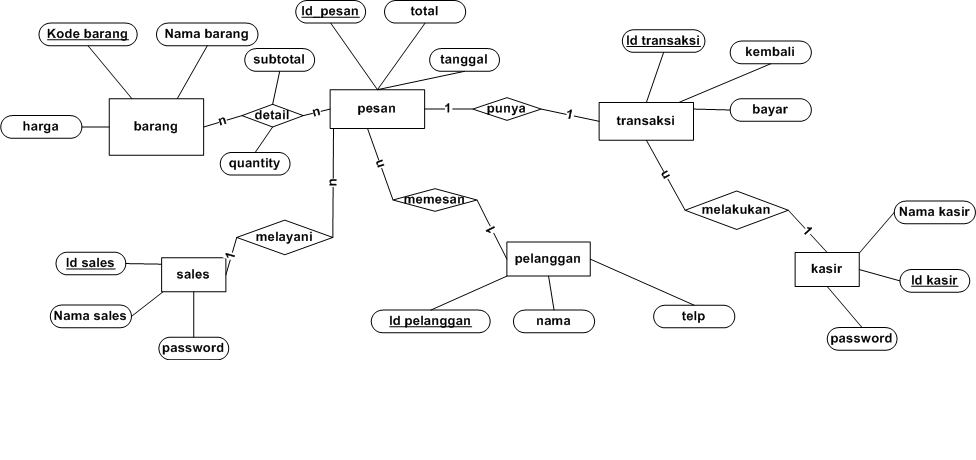 Id_pesan
total
Kode barang
Nama barang
subtotal
tanggal
Id transaksi
kembali
harga
barang
n
detail
n
pesan
1
punya
1
transaksi
bayar
quantity
n
n
n
memesan
1
melayani
1
melakukan
1
Nama kasir
Id sales
sales
pelanggan
kasir
Id kasir
Nama sales
password
Id pelanggan
nama
telp
password